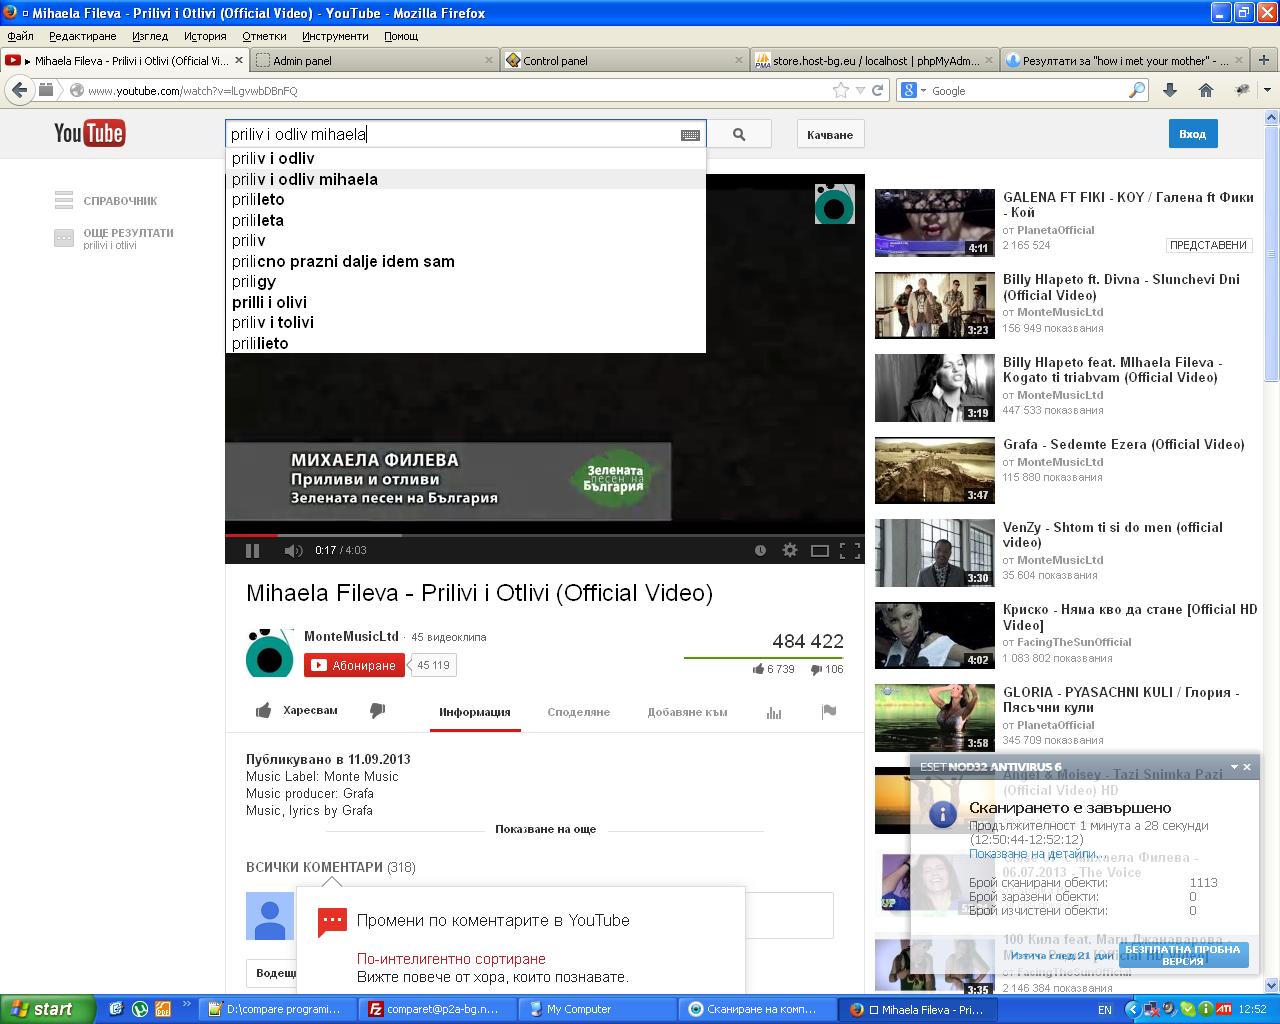 Mihaela Fileva - Prilivi i Otlivi (Official Video) - YouTube - Mozilla Firefox
Файл Редактиране Изглед История Отметки Инструменти Помощ
Mihaela Fileva - Prilivi i Otlivi (Official Vi...
Admin panel
Control panel
store.host-bg.eu / localhost | phpMyAdm...
Резултати за "how i met your mother" - ...
www.youtube.com/watch?v=lLgvwbDBnFQ
Google
YouTube
priliv i odliv mihaela
Качване
Вход
priliv i odliv
priliv i odliv mihaela
prilileto
prilileta
priliv
prilicno prazni dalje idem sam
priligy
prilli i olivi
priliv i tolivi
prililieto
СПРАВОЧНИК
ОЩЕ РЕЗУЛТАТИ
prilivi i otlivi
МИХАЕЛА ФИЛЕВА
Приливи и отливи
Зелената песен на България
Зелената
песен на
България
0:17 / 4:03
Mihaela Fileva - Prilivi i Otlivi (Official Video)
MonteMusicLtd · 45 видеоклипа
Абониране 45 119
484 422
6 739 106
Харесвам
Информация Споделяне Добавяне към
Публикувано в 11.09.2013
Music Label: Monte Music
Music producer: Grafa
Music, lyrics by Grafa
Показване на още
ВСИЧКИ КОМЕНТАРИ (318)
Промени по коментарите в YouTube
По-интелигентно сортиране
Вижте повече от хора, които познавате.
Водещ
GALENA FT FIKI - KOY / Галена ft Фики
- Кой
от PlanetaOfficial
2 165 524
ПРЕДСТАВЕНИ
4:11
Billy Hlapeto ft. Divna - Slunchevi Dni
(Official Video)
от MonteMusicLtd
156 949 показвания
3:23
Billy Hlapeto feat. MIhaela Fileva -
Kogato ti triabvam (Official Video)
от MonteMusicLtd
447 533 показвания
3:19
Grafa - Sedemte Ezera (Official Video)
от MonteMusicLtd
115 880 показвания
3:47
VenZy - Shtom ti si do men (official
video)
от MonteMusicLtd
35 604 показвания
3:30
Криско - Няма кво да стане [Official HD
Video]
от FacingTheSunOfficial
1 083 802 показвания
4:02
GLORIA - PYASACHNI KULI / Глория -
Пясъчни кули
от PlanetaOfficial
345 709 показвания
3:58
Angel & Moisey - Tazi Snimka Pazi
(Official Video) HD
ESET NOD32 ANTIVIRUS 6
Сканирането е завършено
Продължителност 1 минута а 28 секунди
(12:50:44-12:52:12)
Показване на детайли...
Михаела Филева -
06.07.2013 - The Voice
Брой сканирани обекти: 1113
Брой заразени обекти: 0
Брой изчистени обекти: 0
100 Кила feat. Маги Джанаварова -
Изтича след 21 дни
БЕЗПЛАТНА ПРОБНА
ВЕРСИЯ
от FacingTheSunOfficial
2 146 384 показвания
3:35
start
D:\compare programi...
comparet@p2a-bg.n...
My Computer
Сканиране на комп...
Mihaela Fileva - Pri...
EN
12:52